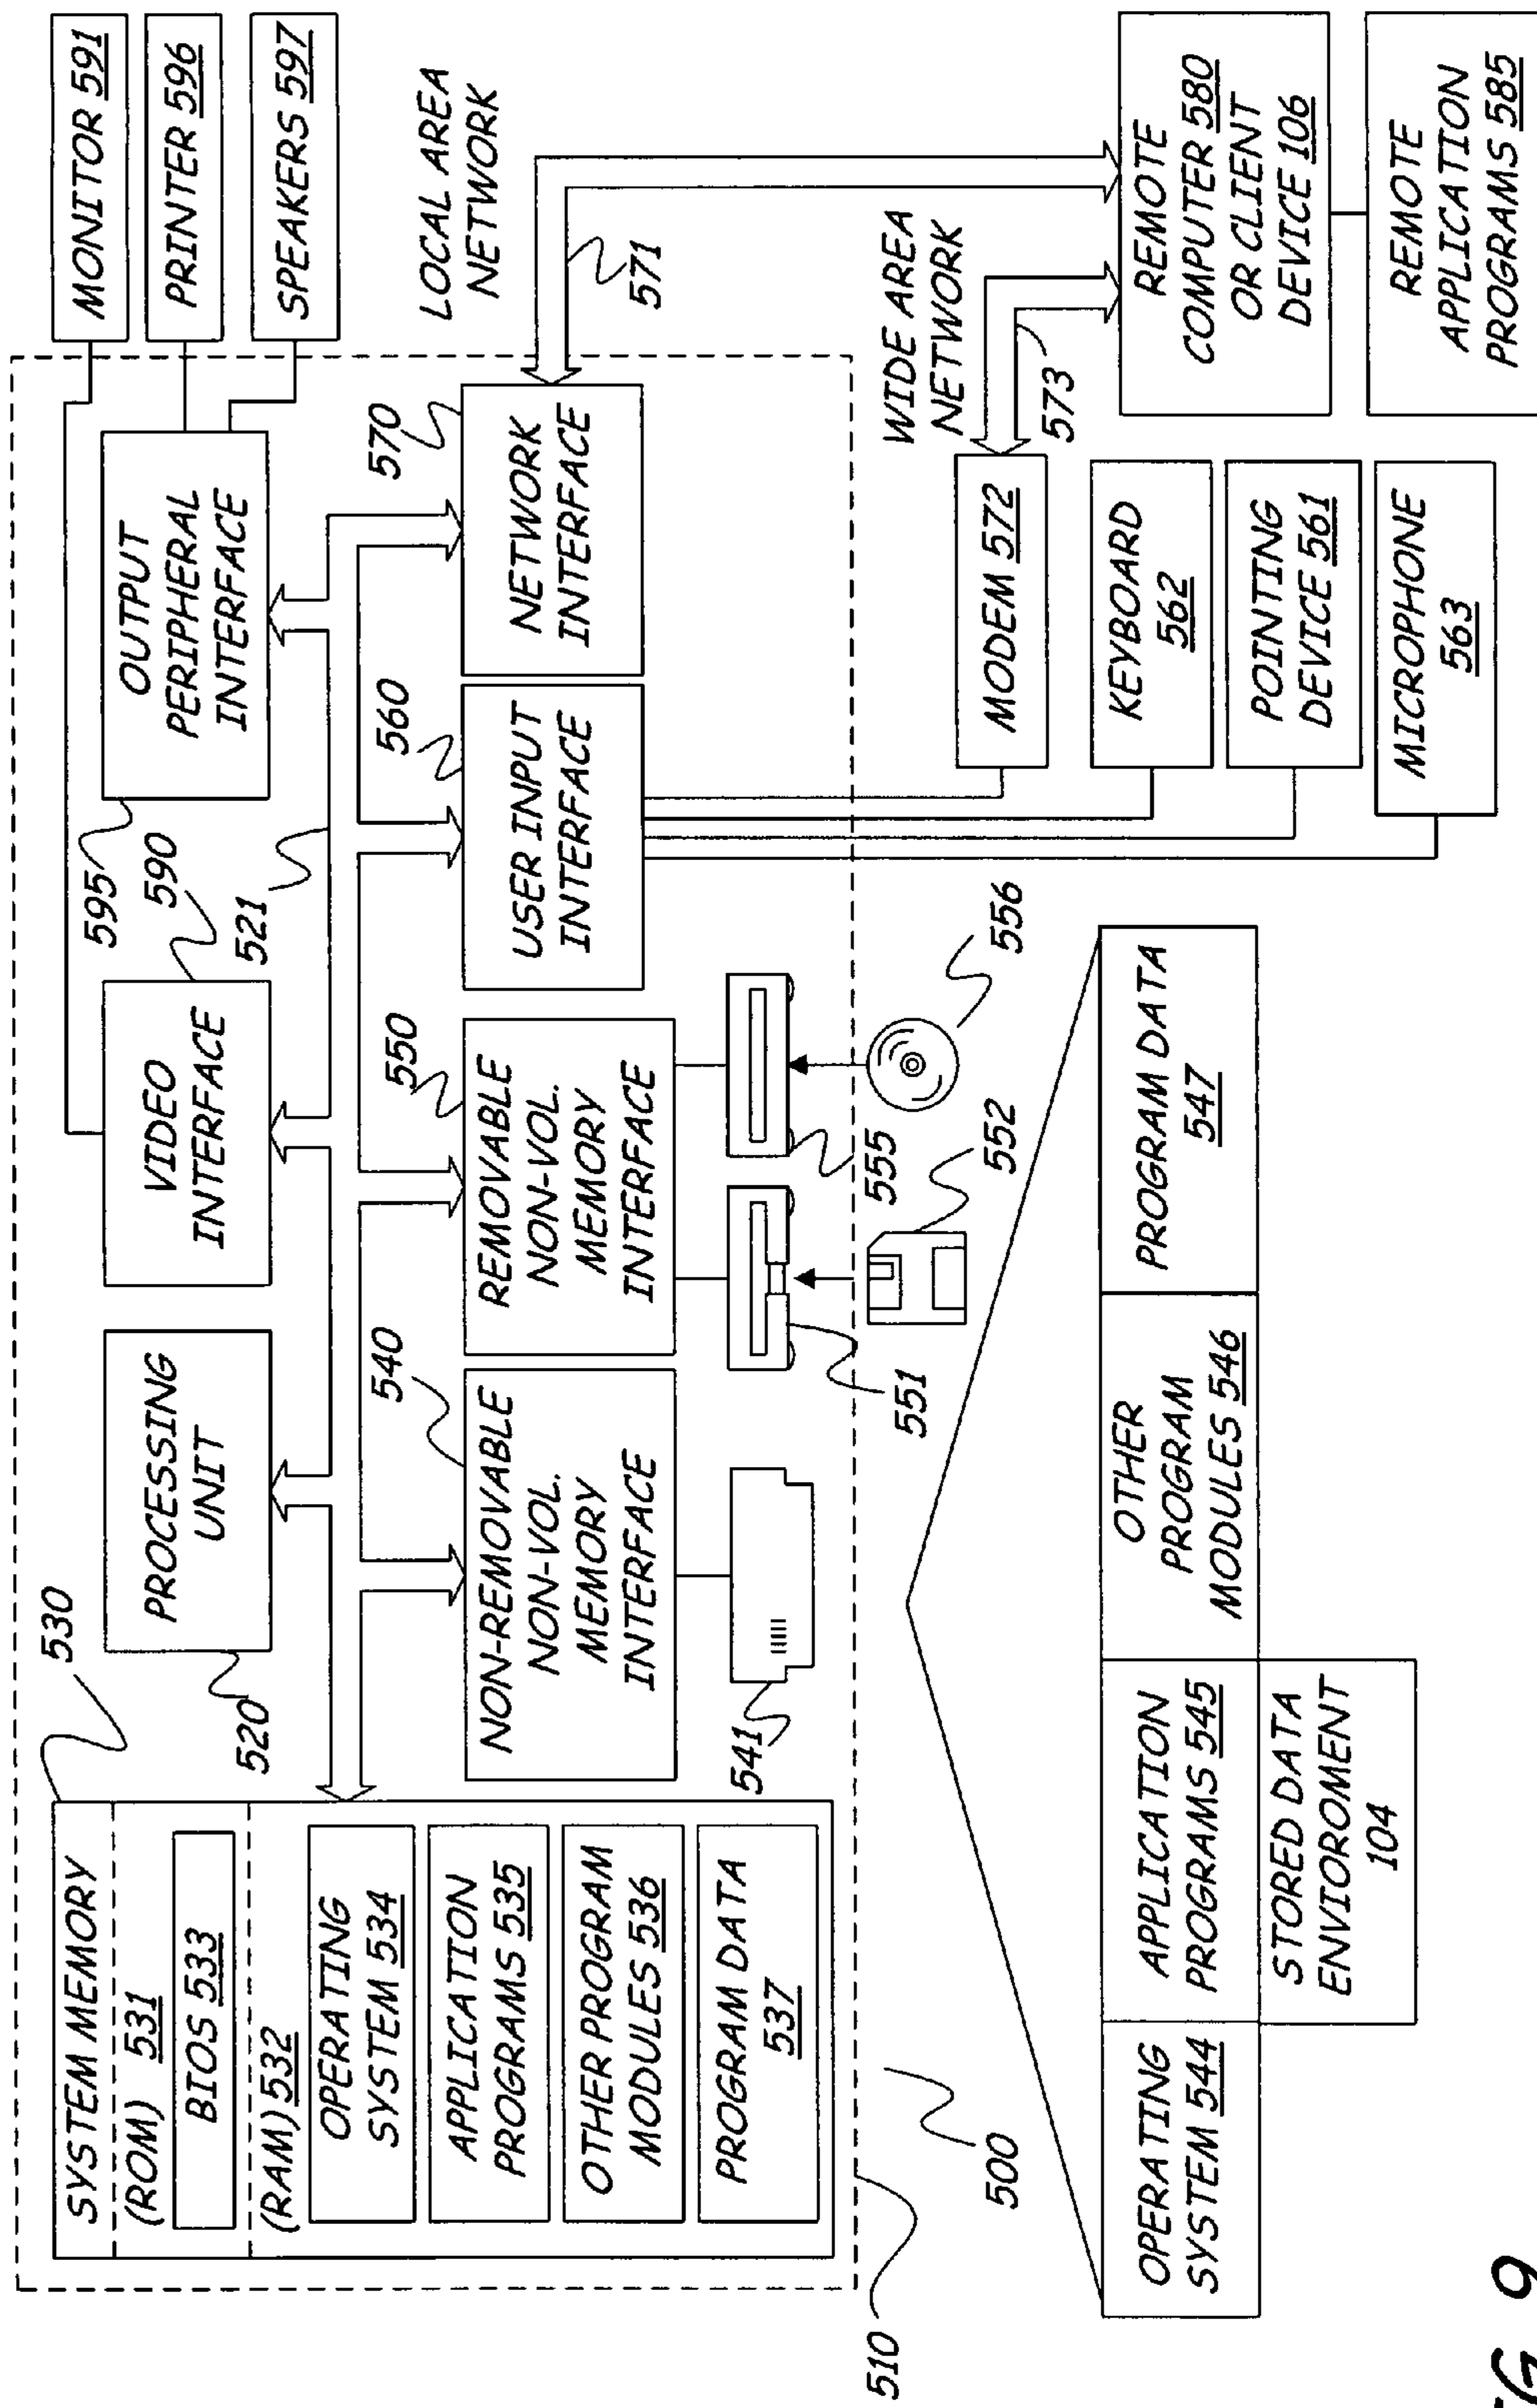 SYSTEM MEMORY
(ROM) 531
BIOS 533
(RAM) 532
OPERATING
SYSTEM 534
APPLICATION
PROGRAMS 535
OTHER PROGRAM
MODULES 536
PROGRAM DATA
537
530
PROCESSING
UNIT
520
VIDEO
INTERFACE
590
OUTPUT
PERIPHERAL
INTERFACE
595
521
MONITOR 591
PRINTER 596
SPEAKERS 597
NON-REMOVABLE
NON-VOL.
MEMORY
INTERFACE
540
REMOVABLE
NON-VOL.
MEMORY
INTERFACE
550
USER INPUT
INTERFACE
560
NETWORK
INTERFACE
570
LOCAL AREA
NETWORK
571
541
551
555
552
556
WIDE AREA
NETWORK
573
MODEM 572
KEYBOARD
562
POINTING
DEVICE 561
MICROPHONE
563
REMOTE
COMPUTER 580
OR CLIENT
DEVICE 106
REMOTE
APPLICATION
PROGRAMS 585
510
500
OPERATING
SYSTEM 544
APPLICATION
PROGRAMS 545
OTHER
PROGRAM
MODULES 546
PROGRAM DATA
547
STORED DATA
ENVIOROMENT
104